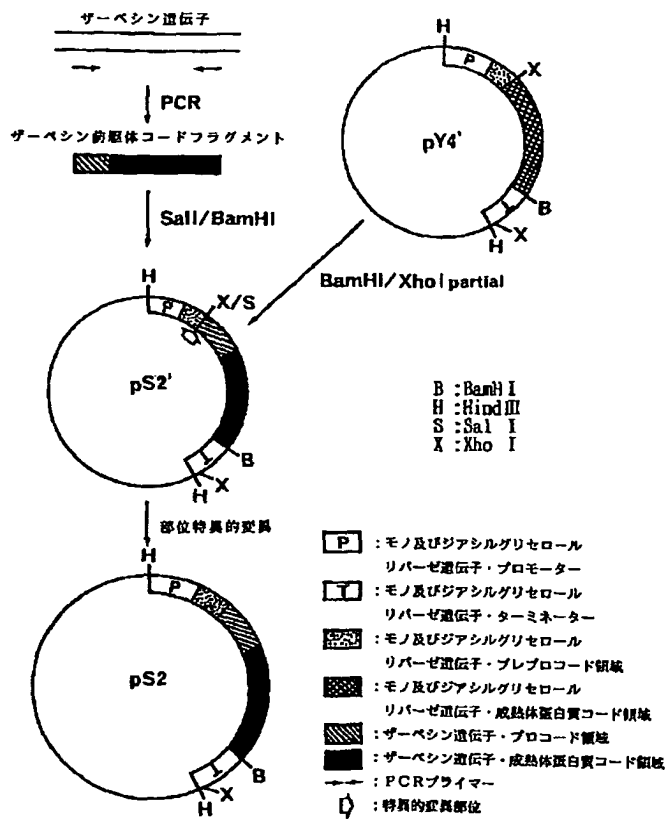 ザーベシン遺伝子
PCR
ザーベシン前駆体コードフラグメント
SalI/BamHI
H
P
X
pY4'
T
B
X
H
BamHI/XhoI partial
H
P
X/S
pS2'
T
B
X
H
B :BamHI
H :HindⅢ
S :Sal I
X :Xho I
部位特異的変異
H
P
pS2
T
B
X
H
P :モノ及びジアシルグリセロール
リパーゼ遺伝子・プロモーター
T :モノ及びジアシルグリセロール
リパーゼ遺伝子・ターミネーター
:モノ及びジアシルグリセロール
リパーゼ遺伝子・プレプロコード領域
:モノ及びジアシルグリセロール
リパーゼ遺伝子・成熟体蛋白質コード領域
:ザーベシン遺伝子・プロコード領域
:ザーベシン遺伝子・成熟体蛋白質コード領域
:PCRプライマー
:特異的変異部位